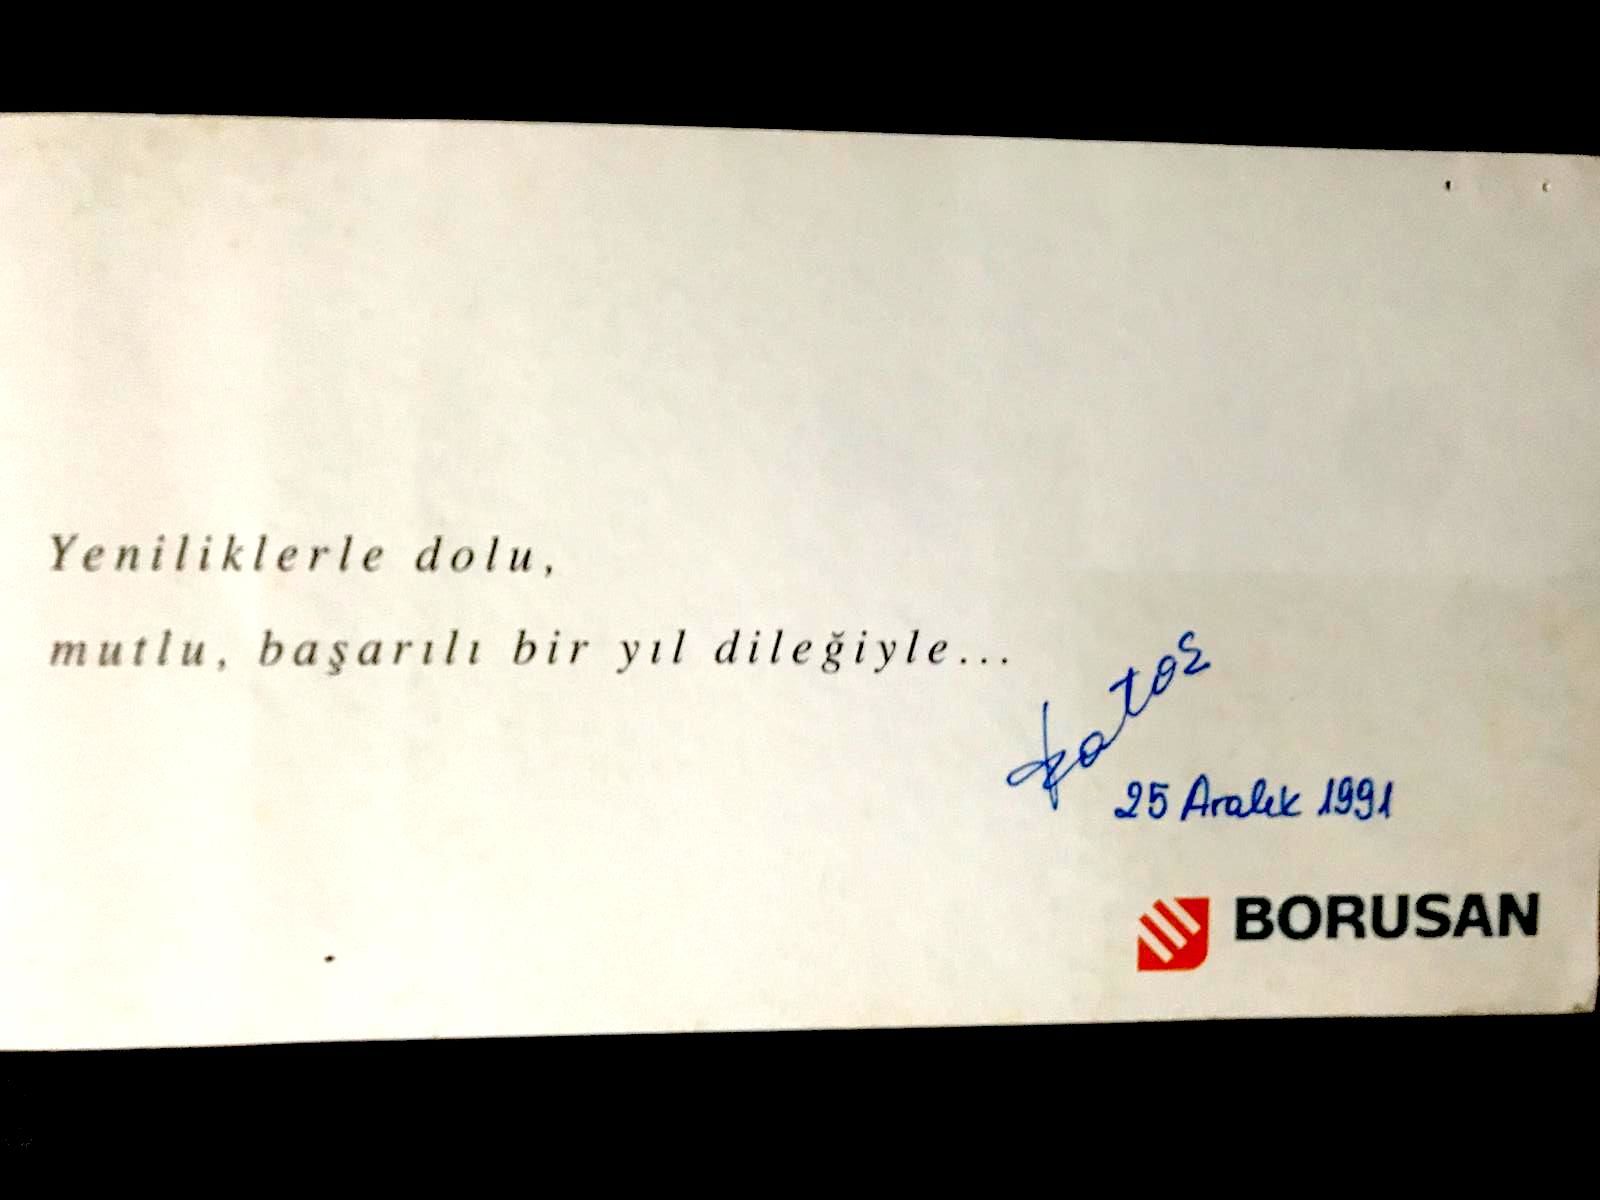 Yeniliklerle dolu,
mutlu, başarılı bir yıl dileğiyle...
25 Aralık 1991
BORUSAN